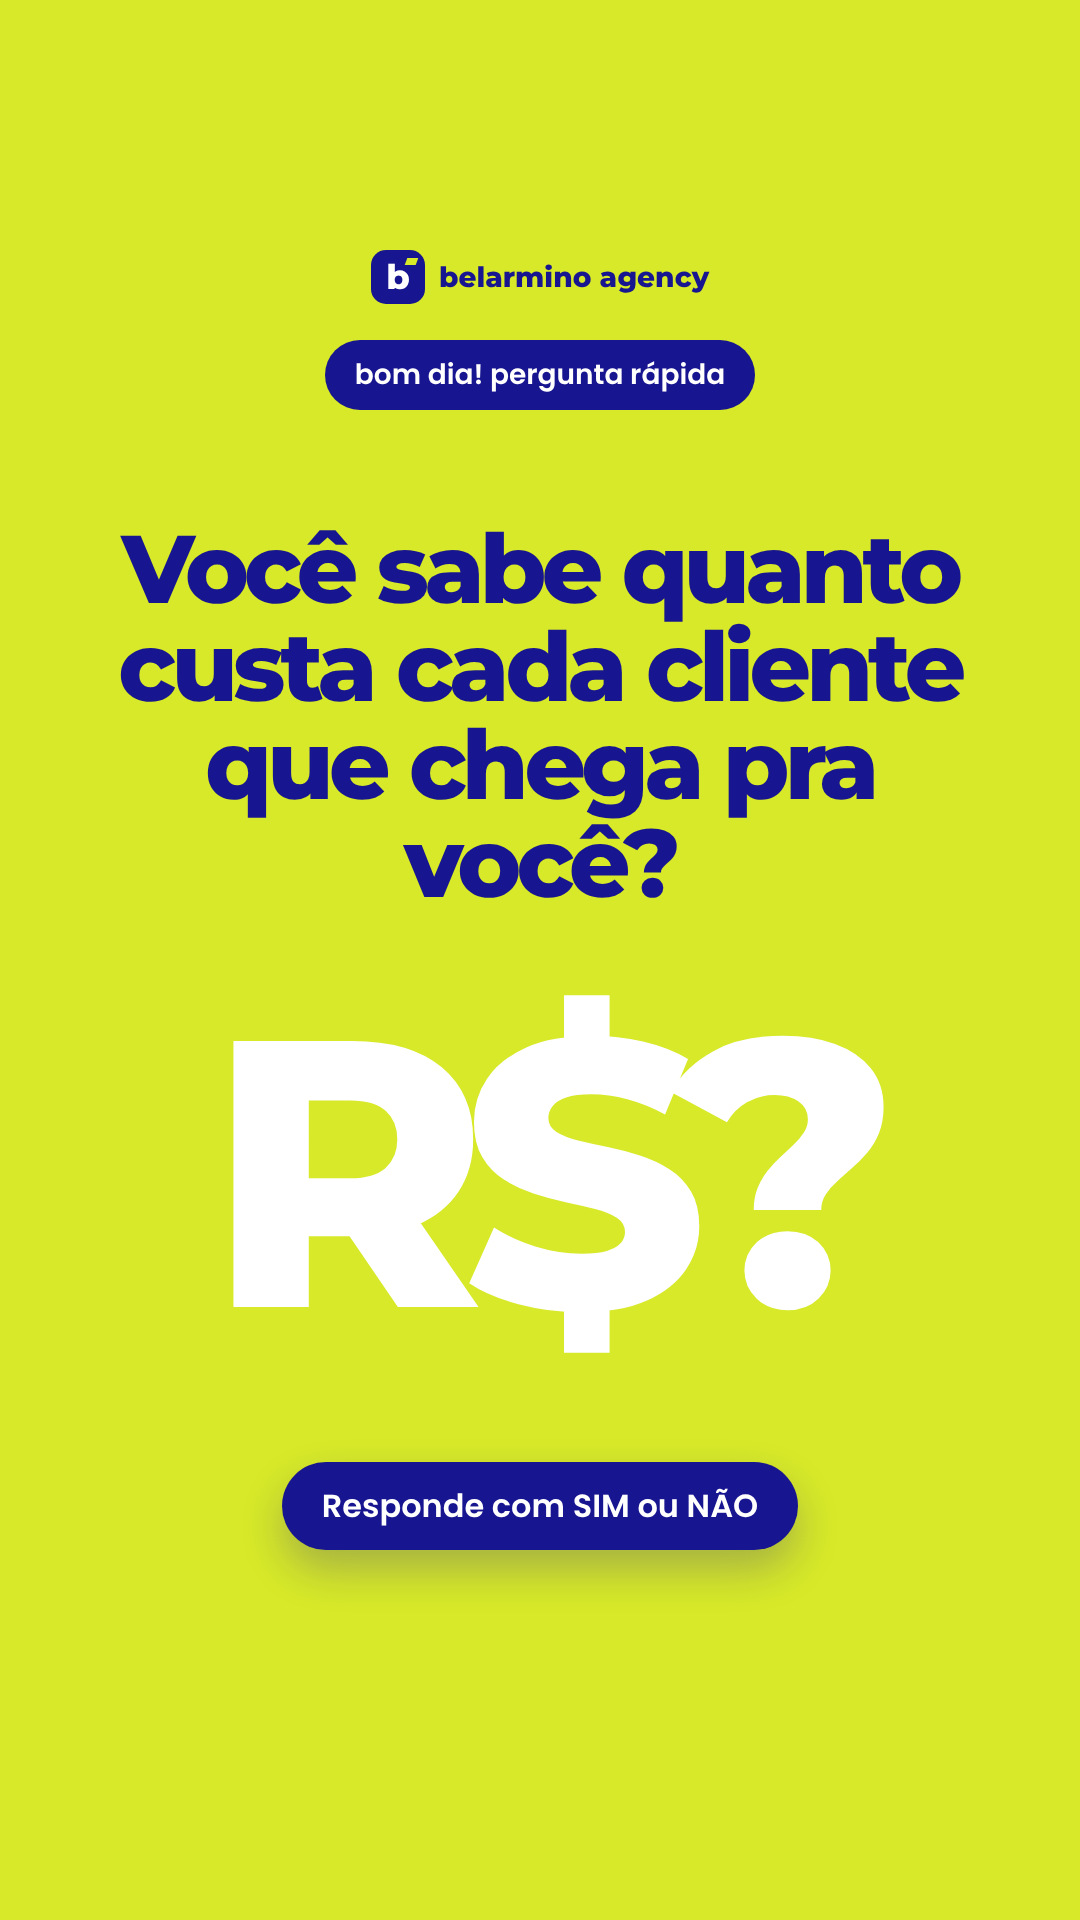 b belarmino agency
bom dia! pergunta rápida
Você sabe quanto
custa cada cliente
que chega pra
você?
R$?
Responde com SIM ou NÃO